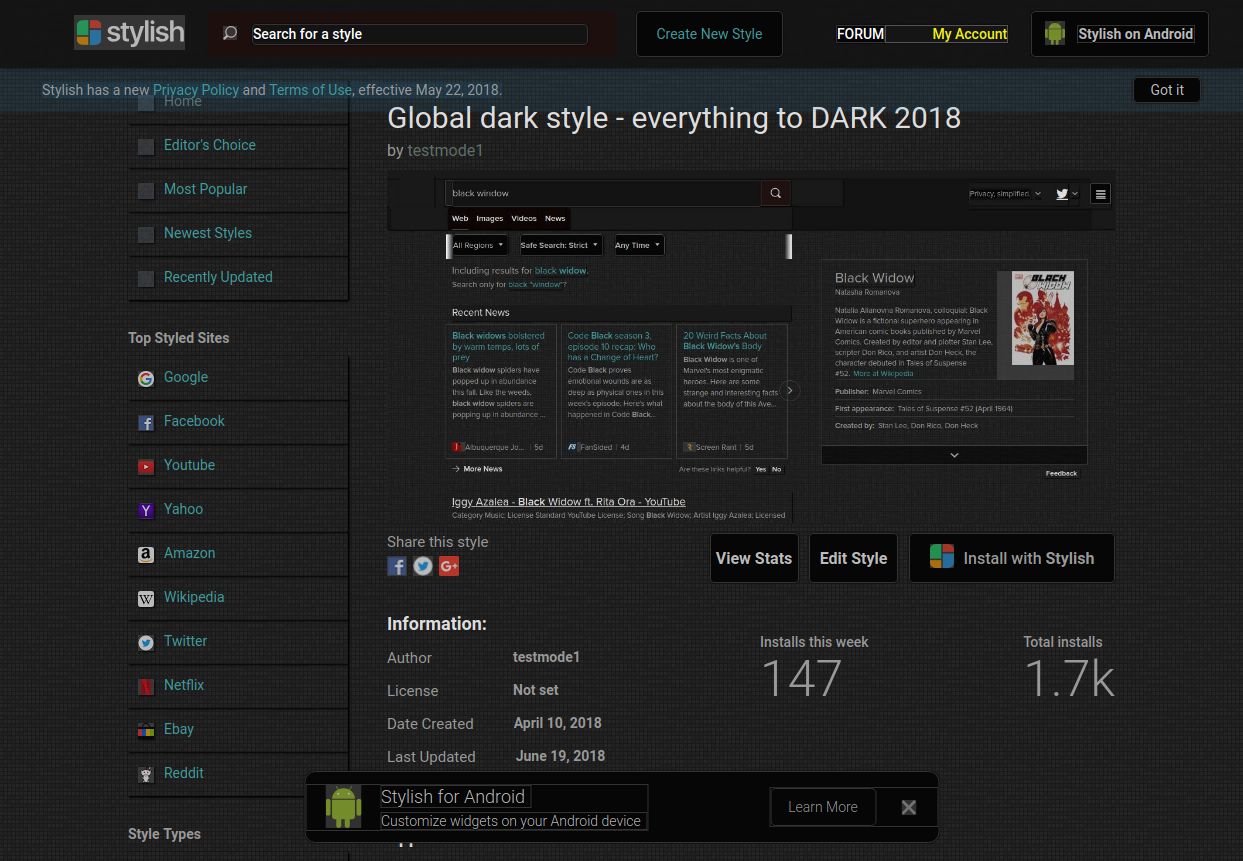 stylish
Search for a style
Create New Style
FORUM
My Account
Stylish on Android
Stylish has a new Privacy Policy and Terms of Use, effective May 22, 2018.
Got it
Home
Editor's Choice
Most Popular
Newest Styles
Recently Updated
Top Styled Sites
Google
Facebook
Youtube
Yahoo
Amazon
Wikipedia
Twitter
Netflix
Ebay
Reddit
Style Types
Global dark style - everything to DARK 2018
by testmode1
black window
Privacy, simplified.
Web Images Videos News
All Regions
Safe Search: Strict
Any Time
Including results for black widow.
Search only for black "window"?
Recent News
Black widows bolstered
by warm temps, lots of
prey
Black widow spiders have
popped up in abundance
this fall. Like the weeds,
black widow spiders are
popping up in abundance ...
Albuquerque Jo... | 5d
Code Black season 3,
episode 10 recap: Who
has a Change of Heart?
Code Black proves
emotional wounds are as
deep as physical ones in this
week's episode. Here's what
happened in Code Black...
FS FanSided | 4d
20 Weird Facts About
Black Widow's Body
Black Widow is one of
Marvel's most enigmatic
heroes. Here are some
strange and interesting facts
about the body of this Ave...
Screen Rant | 5d
More News
Are these links helpful? Yes No
Iggy Azalea - Black Widow ft. Rita Ora - YouTube
Category Music; License Standard YouTube License; Song Black Widow; Artist Iggy Azalea; Licensed
Black Widow
Natasha Romanova
Natalia Alianovna Romanova, colloquial: Black
Widow is a fictional superhero appearing in
American comic books published by Marvel
Comics. Created by editor and plotter Stan Lee,
scripter Don Rico, and artist Don Heck, the
character debuted in Tales of Suspense
#52. More at Wikipedia
BLACK
WIDOW
Publisher: Marvel Comics
First appearance: Tales of Suspense #52 (April 1964)
Created by: Stan Lee, Don Rico, Don Heck
Feedback
Share this style
View Stats
Edit Style
Install with Stylish
Information:
Author testmode1
License Not set
Date Created April 10, 2018
Last Updated June 19, 2018
Installs this week
147
Total installs
1.7k
Stylish for Android
Customize widgets on your Android device
Learn More